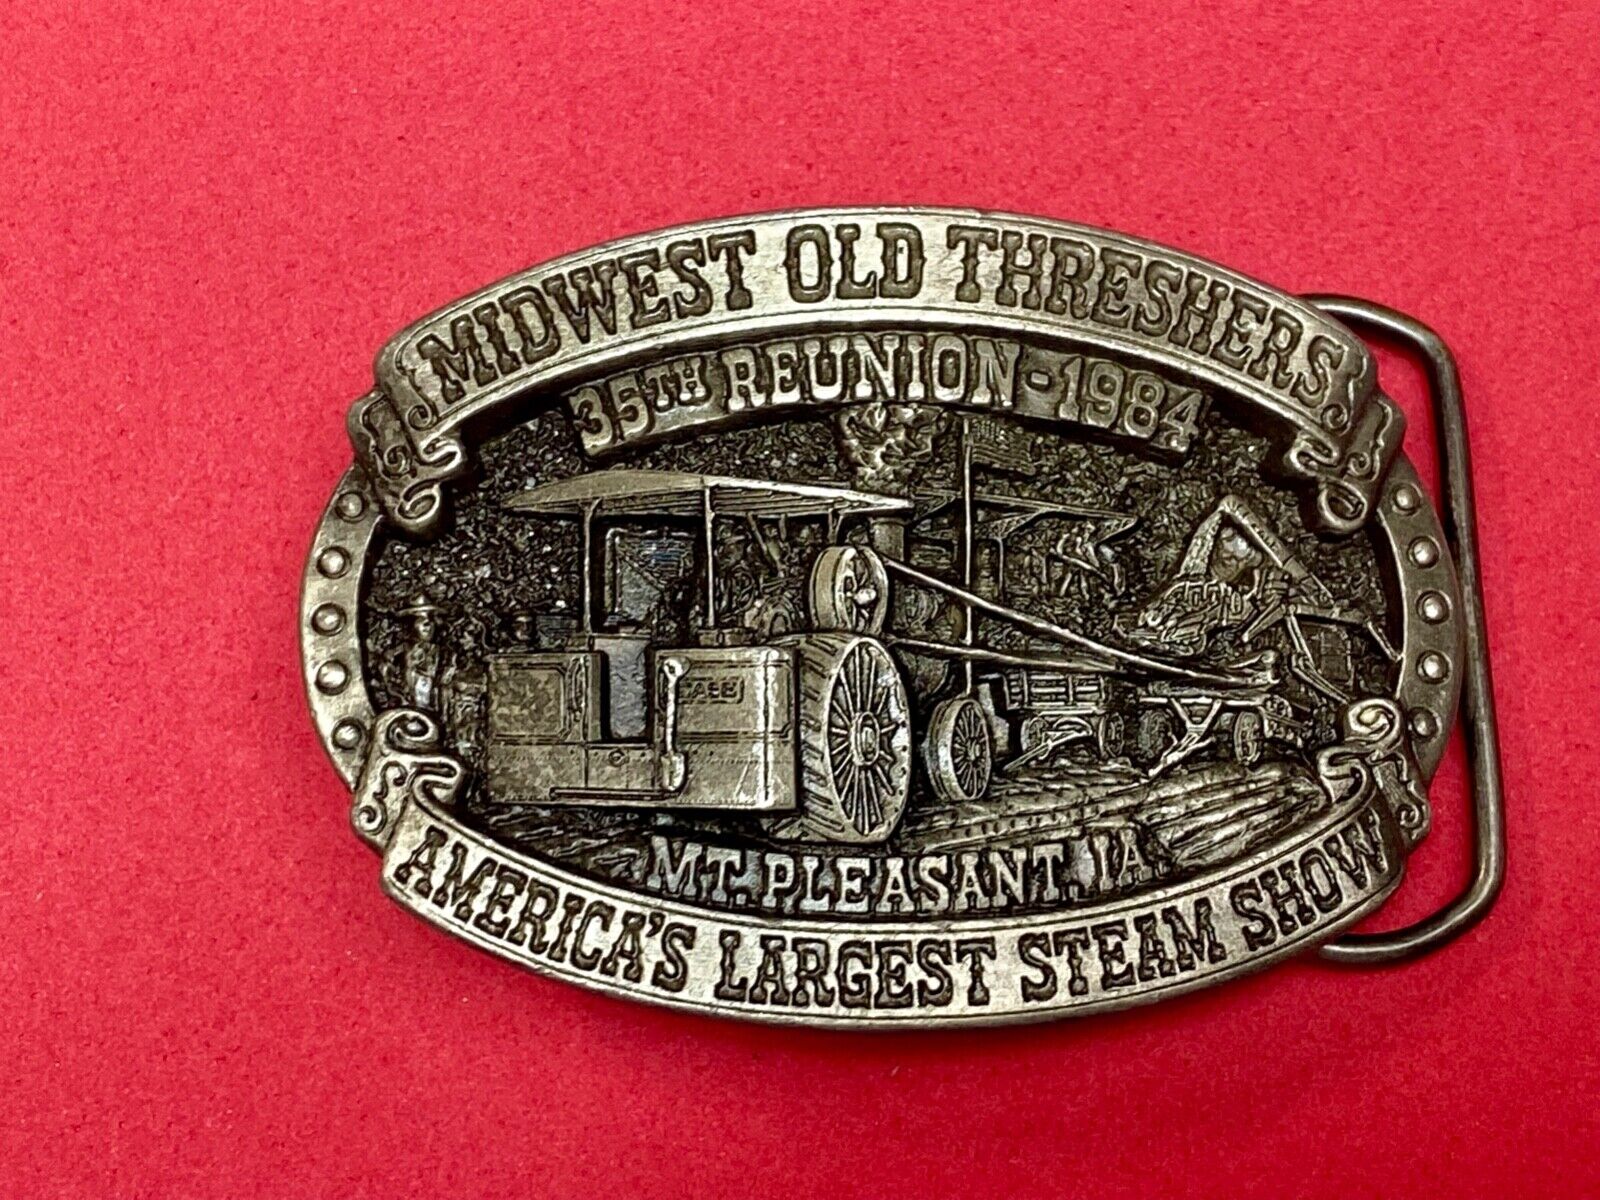 MIDWEST OLD THRESHERS
35TH REUNION - 1984
CASE
MT. PLEASANT, IA
AMERICA'S LARGEST STEAM SHOW